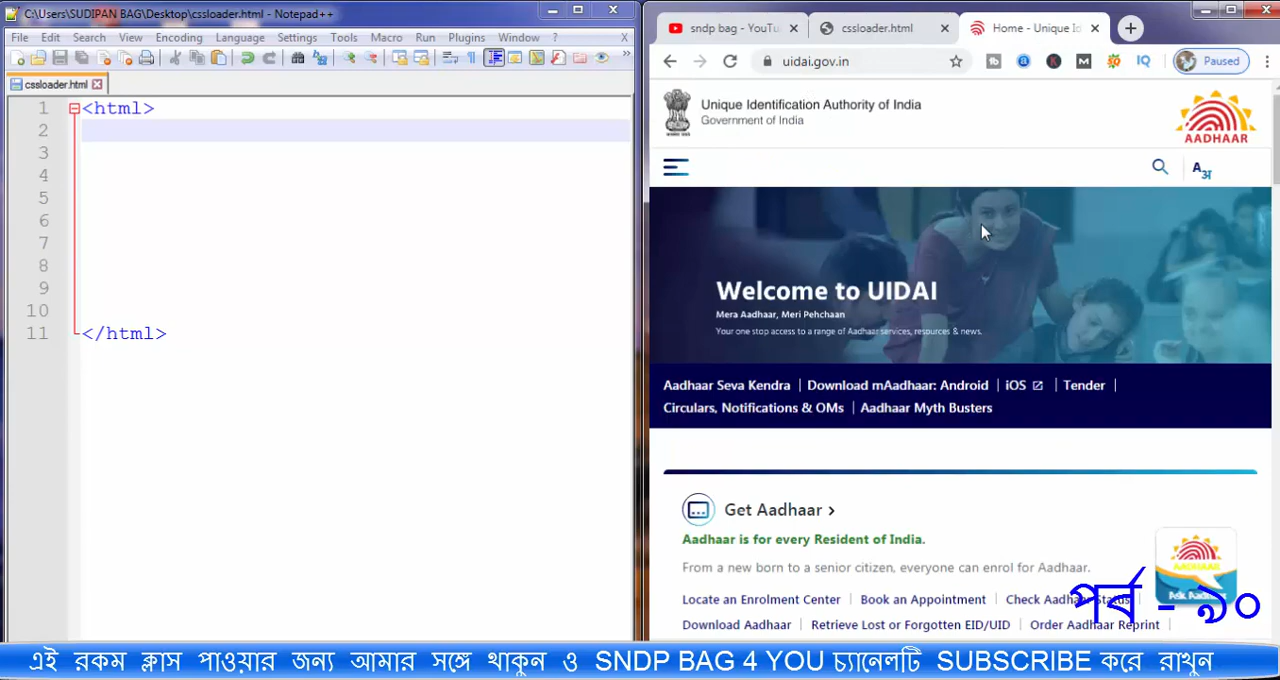 C:\Users\SUDIPAN BAG\Desktop\cssloader.html - Notepad++
File Edit Search View Encoding Language Settings Tools Macro Run Plugins Window ? X
cssloader.html
1 <html>
2
3
4
5
6
7
8
9
10
11 </html>
sndp bag - YouTu
cssloader.html
Home - Unique Id
uidai.gov.in
IQ
Paused
Unique Identification Authority of India
Government of India
AADHAAR
A अ
Welcome to UIDAI
Mera Aadhaar, Meri Pehchaan
Your one stop access to a range of Aadhaar services, resources & news.
Aadhaar Seva Kendra | Download mAadhaar: Android | iOS | Tender |
Circulars, Notifications & OMs | Aadhaar Myth Busters
Get Aadhaar >
Aadhaar is for every Resident of India.
From a new born to a senior citizen, everyone can enrol for Aadhaar.
AADHAAR
Locate an Enrolment Center | Book an Appointment | Check Aadhaar Status
Download Aadhaar | Retrieve Lost or Forgotten EID/UID | Order Aadhaar Reprint |
পর্ব - ৯০
এই রকম ক্লাস পাওয়ার জন্য আমার সঙ্গে থাকুন ও SNDP BAG 4 YOU চ্যানেলটি SUBSCRIBE করে রাখুন